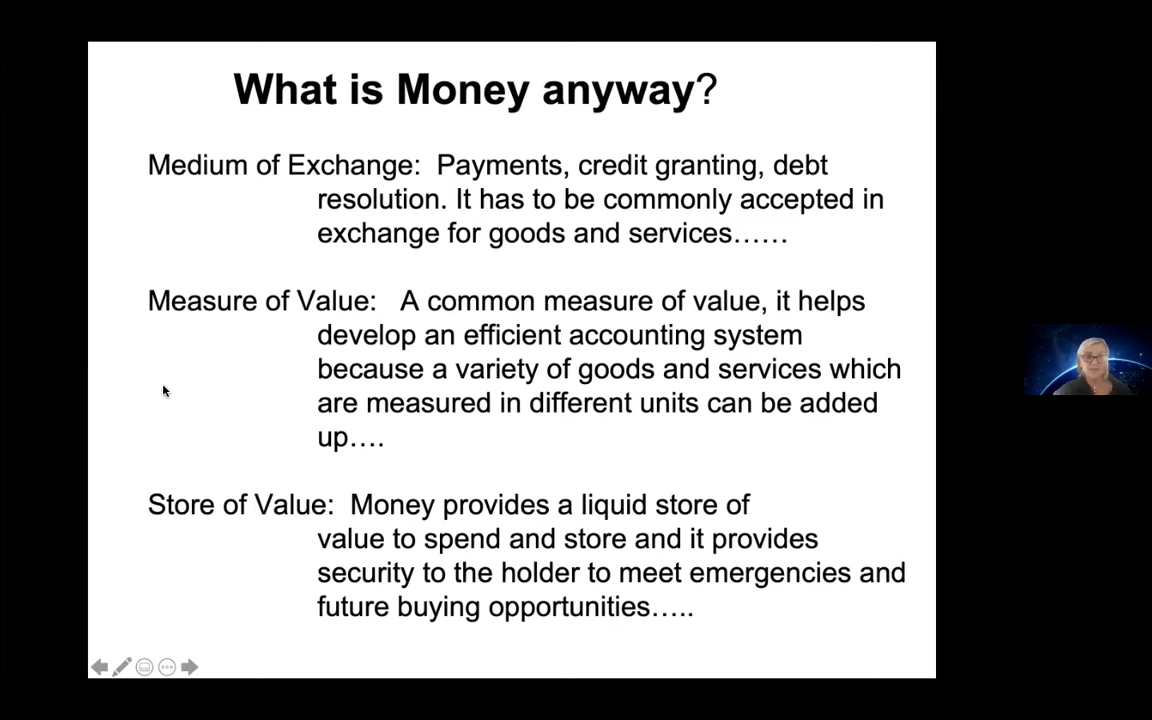 What is Money anyway?
Medium of Exchange: Payments, credit granting, debt
resolution. It has to be commonly accepted in
exchange for goods and services……
Measure of Value: A common measure of value, it helps
develop an efficient accounting system
because a variety of goods and services which
are measured in different units can be added
up….
Store of Value: Money provides a liquid store of
value to spend and store and it provides
security to the holder to meet emergencies and
future buying opportunities…..